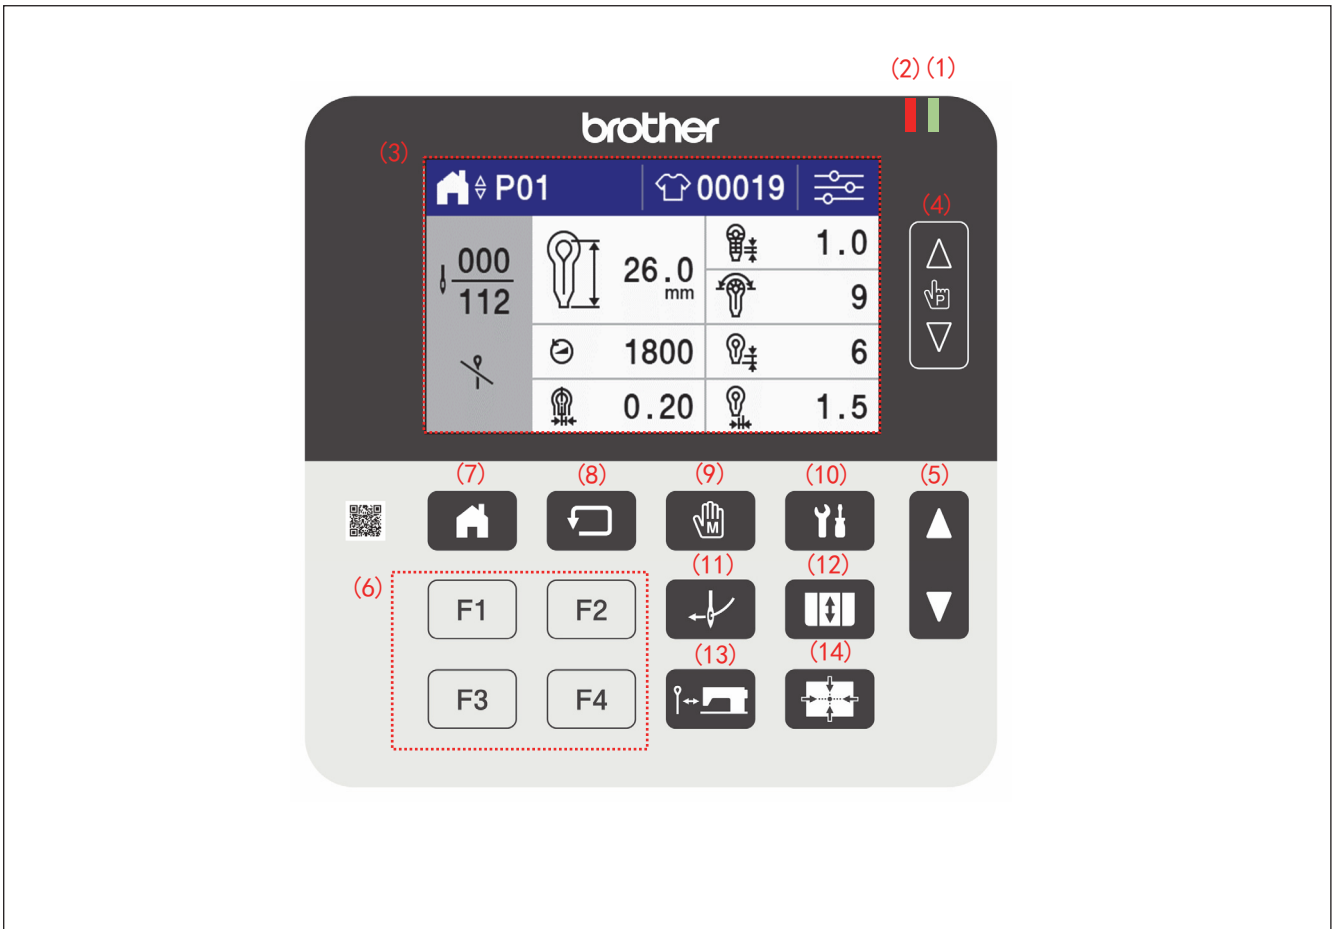 (2) (1)
brother
(3)
P01 00019
(4)
000
112
26.0
mm
1.0
9
1800
6
0.20
1.5
P
(7) (8) (9) (10) (5)
M
(11) (12)
(6)
F1 F2
(13) (14)
F3 F4